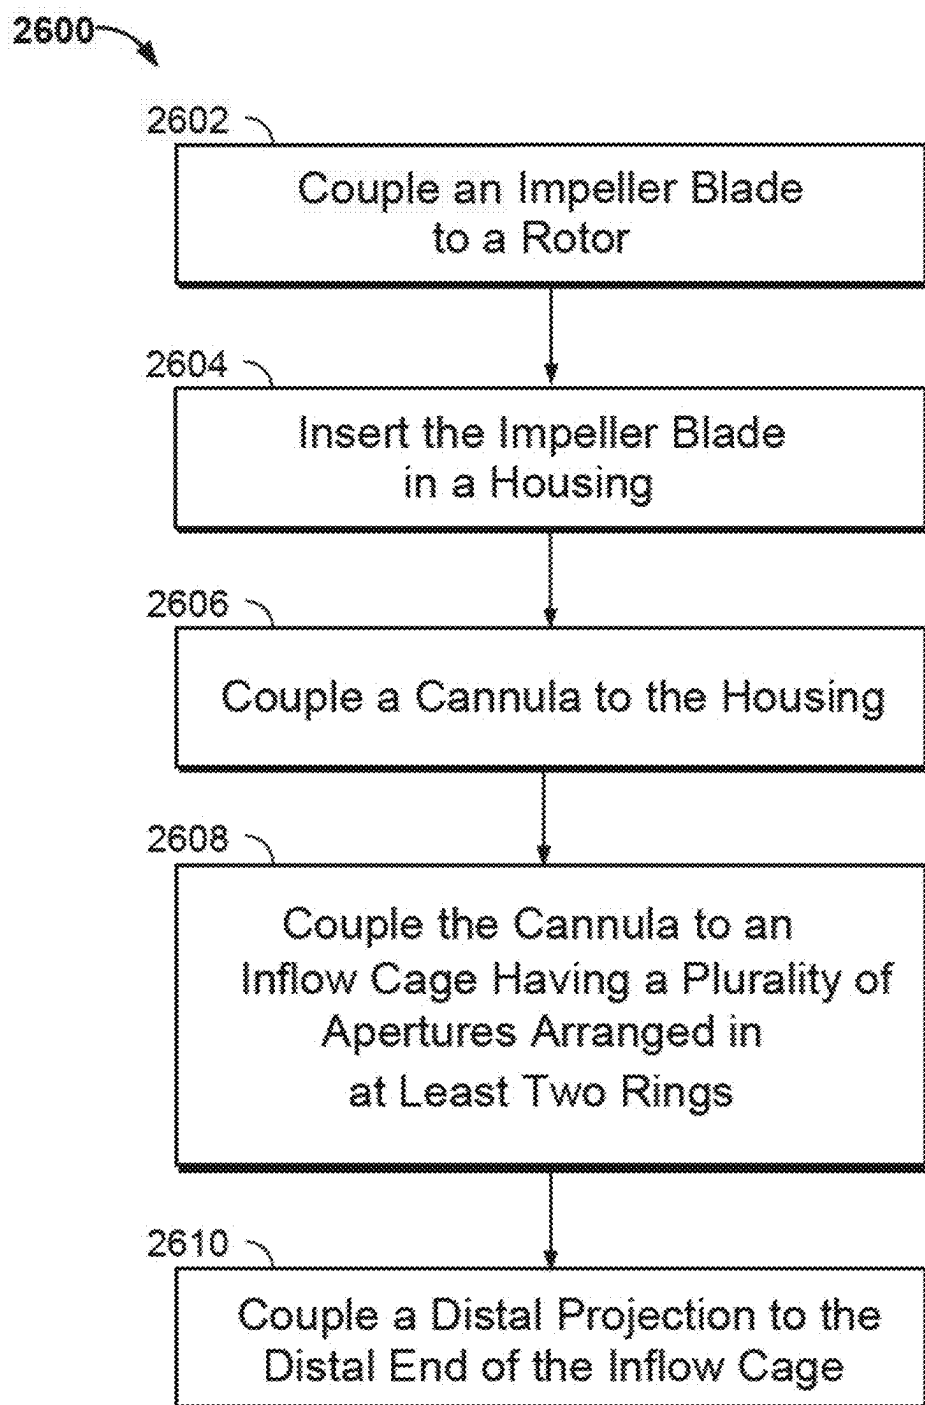 2600
2602
Couple an Impeller Blade
to a Rotor
2604
Insert the Impeller Blade
in a Housing
2606
Couple a Cannula to the Housing
2608
Couple the Cannula to an
Inflow Cage Having a Plurality of
Apertures Arranged in
at Least Two Rings
2610
Couple a Distal Projection to the
Distal End of the Inflow Cage